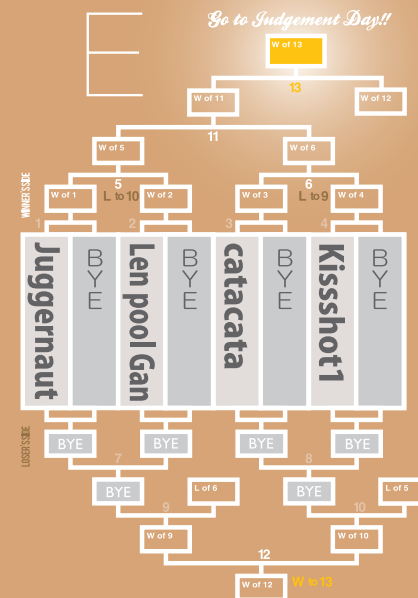 E
Go to Judgement Day!!
W of 13
13
W of 11
W of 12
11
W of 5
W of 6
WINNER'S SIDE
5
6
L to 10
L to 9
W of 1
W of 2
W of 3
W of 4
1
2
3
4
Juggernaut
BYE
Len pool Gan
BYE
catacata
BYE
Kissshot1
BYE
LOSER'S SIDE
BYE
BYE
BYE
BYE
7
8
BYE
L of 6
BYE
L of 5
9
10
W of 9
W of 10
12
W of 12
W to 13